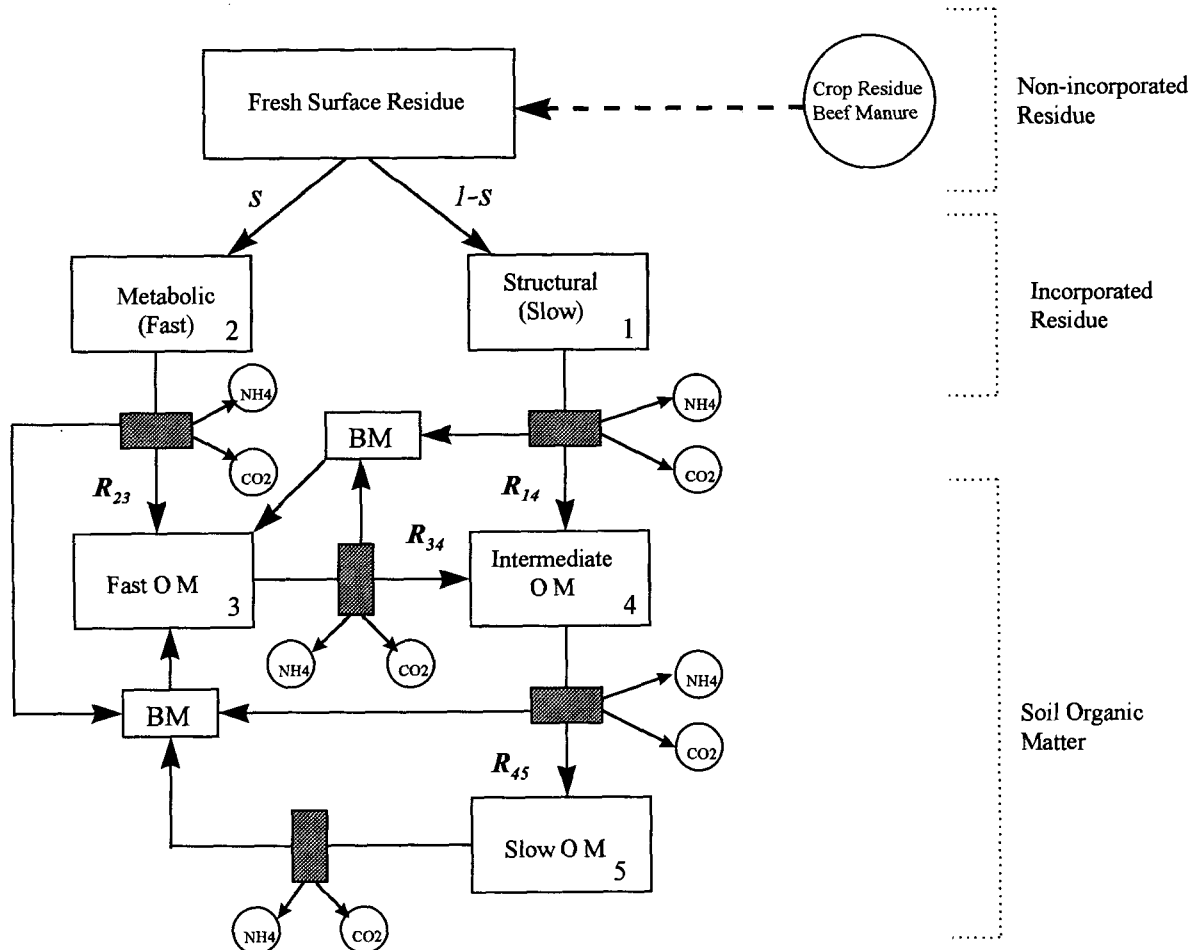 Fresh Surface Residue
Crop Residue
Beef Manure
Non-incorporated
Residue
S
1-S
Metabolic
(Fast)
2
Structural
(Slow)
1
Incorporated
Residue
NH4
CO2
BM
NH4
CO2
R23
R14
Fast O M
3
R34
Intermediate
O M
4
NH4
CO2
BM
NH4
CO2
Soil Organic
Matter
R45
Slow O M
5
NH4
CO2